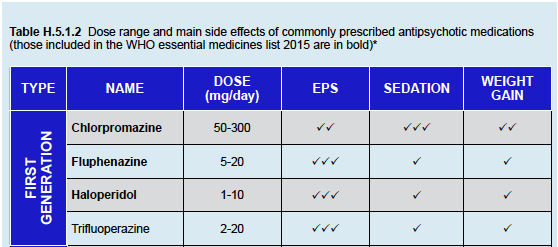 Table H.5.1.2 Dose range and main side effects of commonly prescribed antipsychotic medications
(those included in the WHO essential medicines list 2015 are in bold)*
TYPE NAME DOSE (mg/day) EPS SEDATION WEIGHT GAIN
FIRST GENERATION
Chlorpromazine 50-300 ✓✓ ✓✓✓ ✓✓
Fluphenazine 5-20 ✓✓✓ ✓ ✓
Haloperidol 1-10 ✓✓✓ ✓ ✓
Trifluoperazine 2-20 ✓✓✓ ✓ ✓